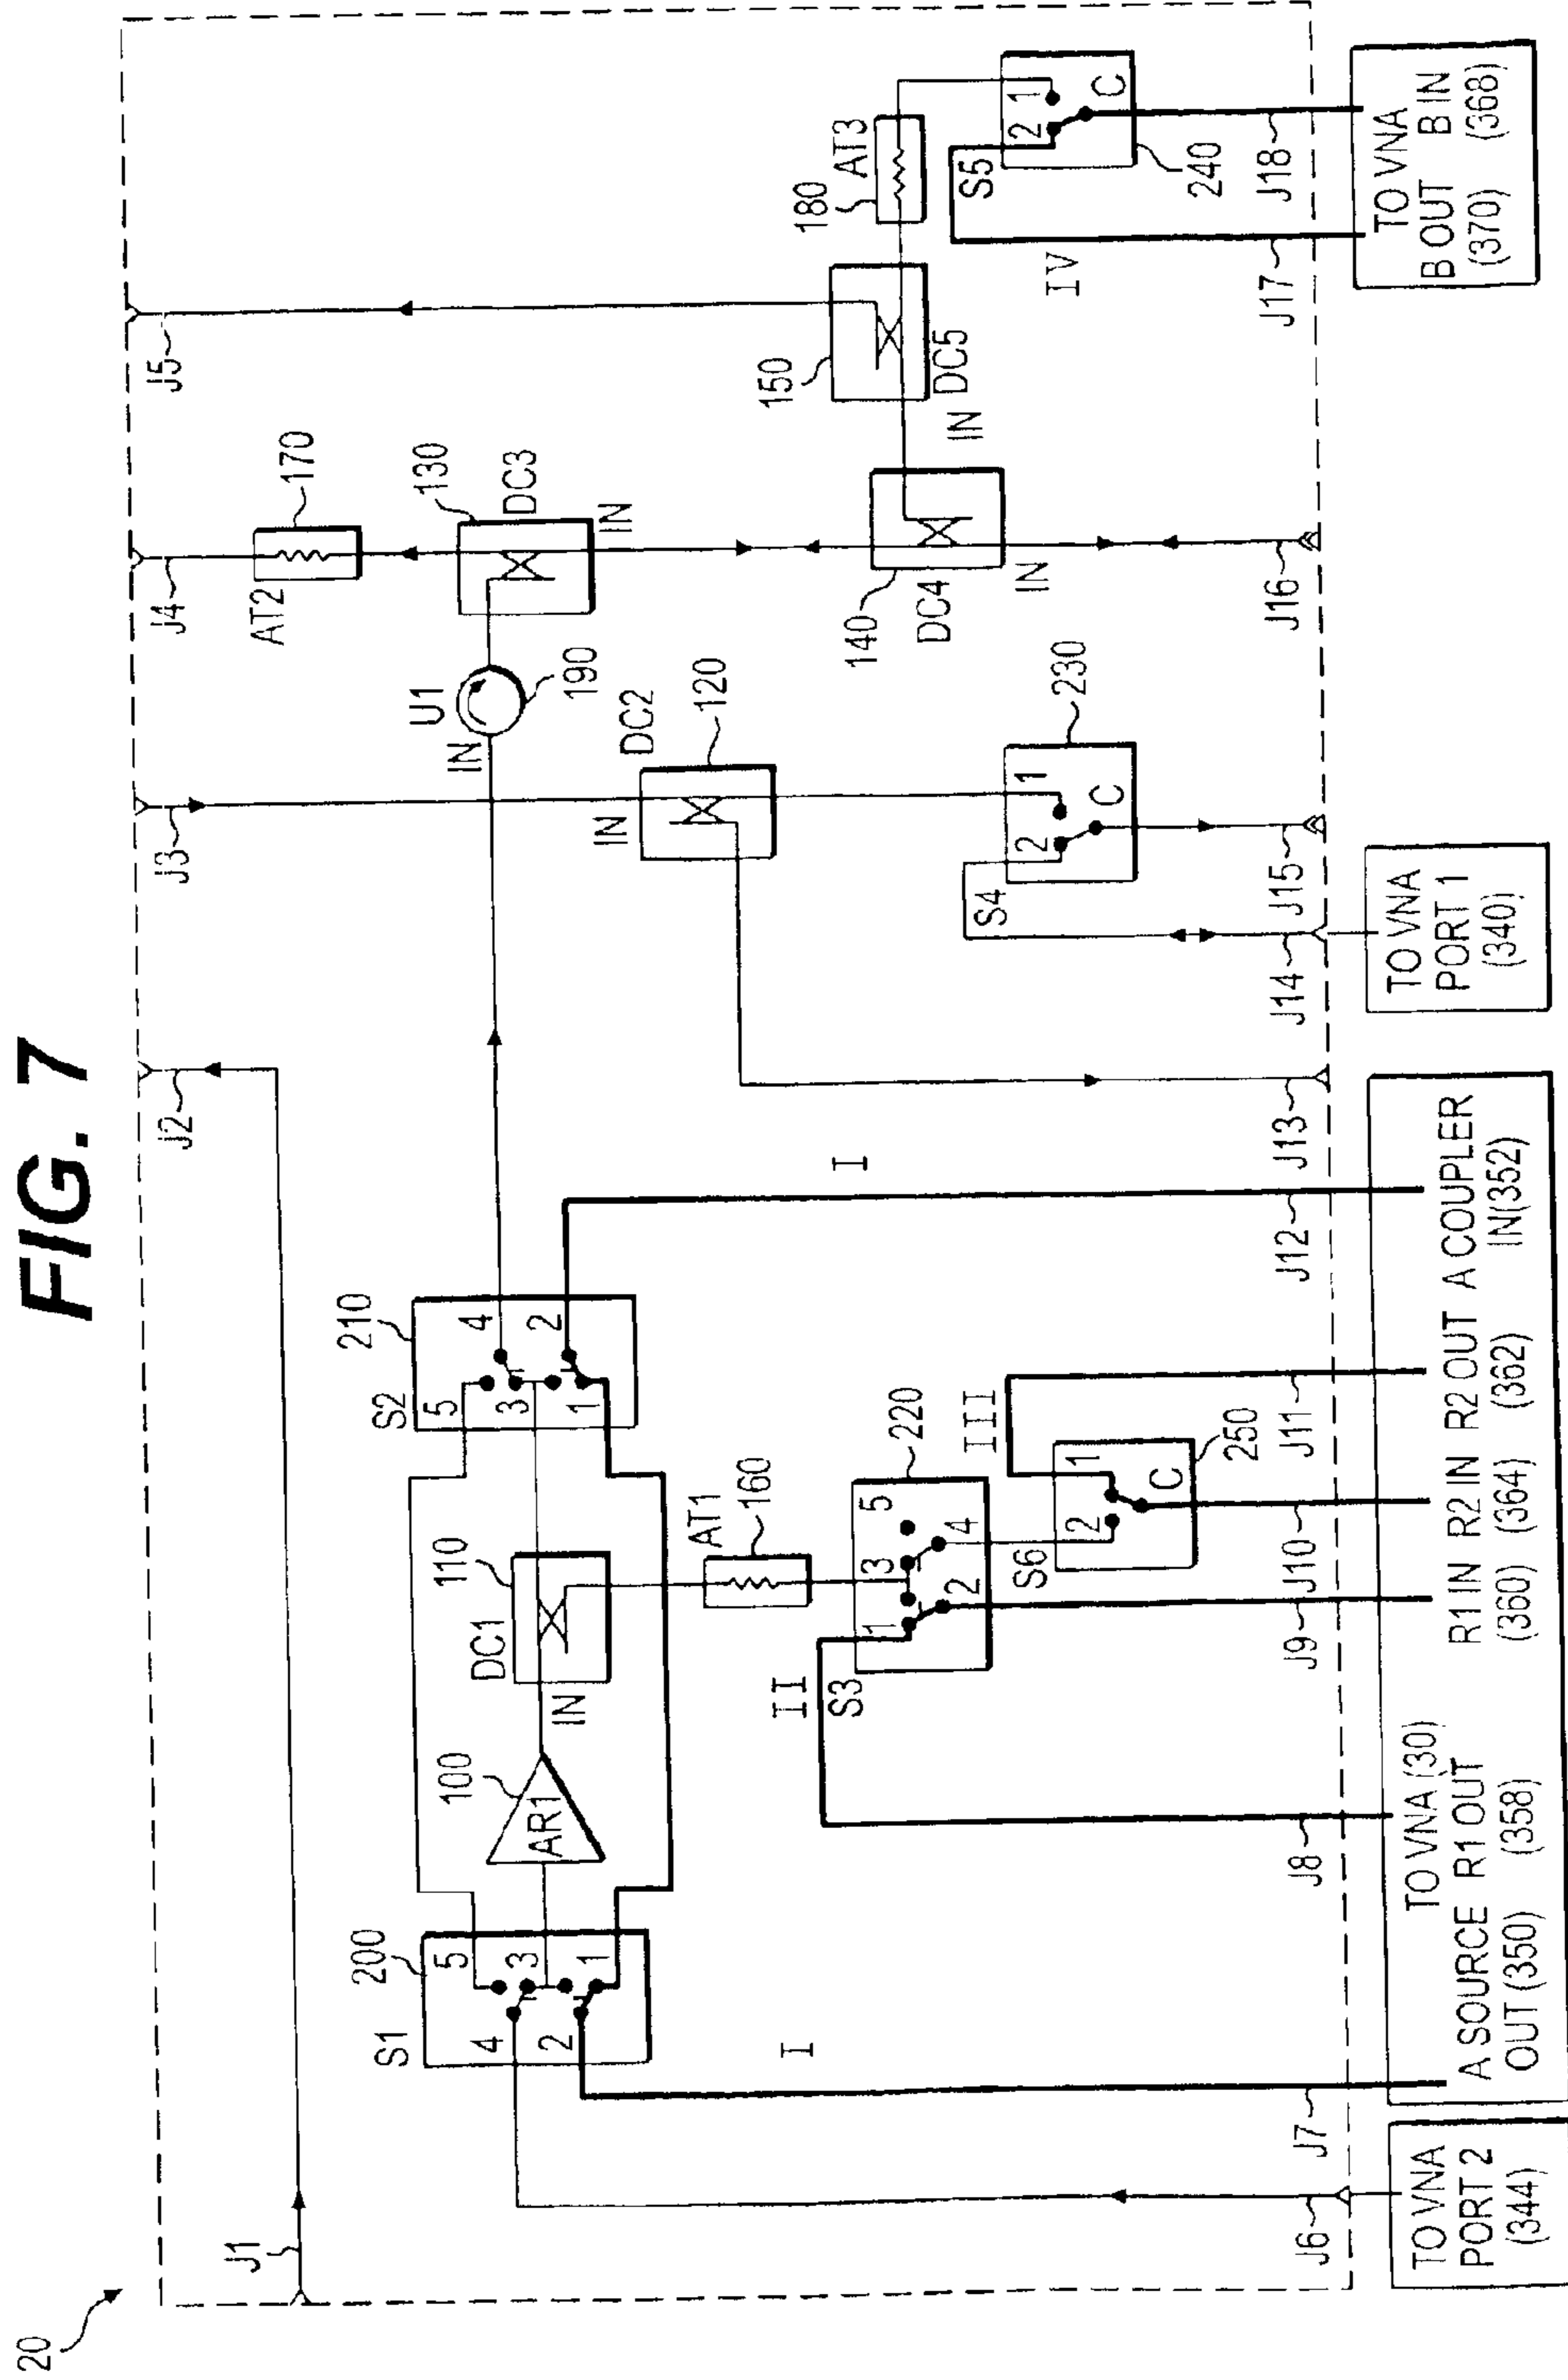 FIG. 7
20
J1
J2
J3
J4
J5
AT2
170
U1
IN
190
130
DC3
IN
DC2
IN
120
150
DC5
IN
180
AT3
140
DC4
IN
S1
200
5
4
3
2
1
100
AR1
DC1
110
IN
S2
210
5
4
3
2
1
AT1
160
I
II
S3
220
1
3
5
2
4
III
S6
2
1
C
250
I
S4
2
1
C
230
S5
2
1
C
240
IV
J6
J7
J8
J9
J10
J11
J12
J13
J14
J15
J16
J17
J18
TO VNA
PORT 2
(344)
TO VNA (30)
A SOURCE R1 OUT R1 IN R2 IN R2 OUT A COUPLER
OUT (350) (358) (360) (364) (362) IN(352)
TO VNA
PORT 1
(340)
TO VNA
B OUT B IN
(370) (368)